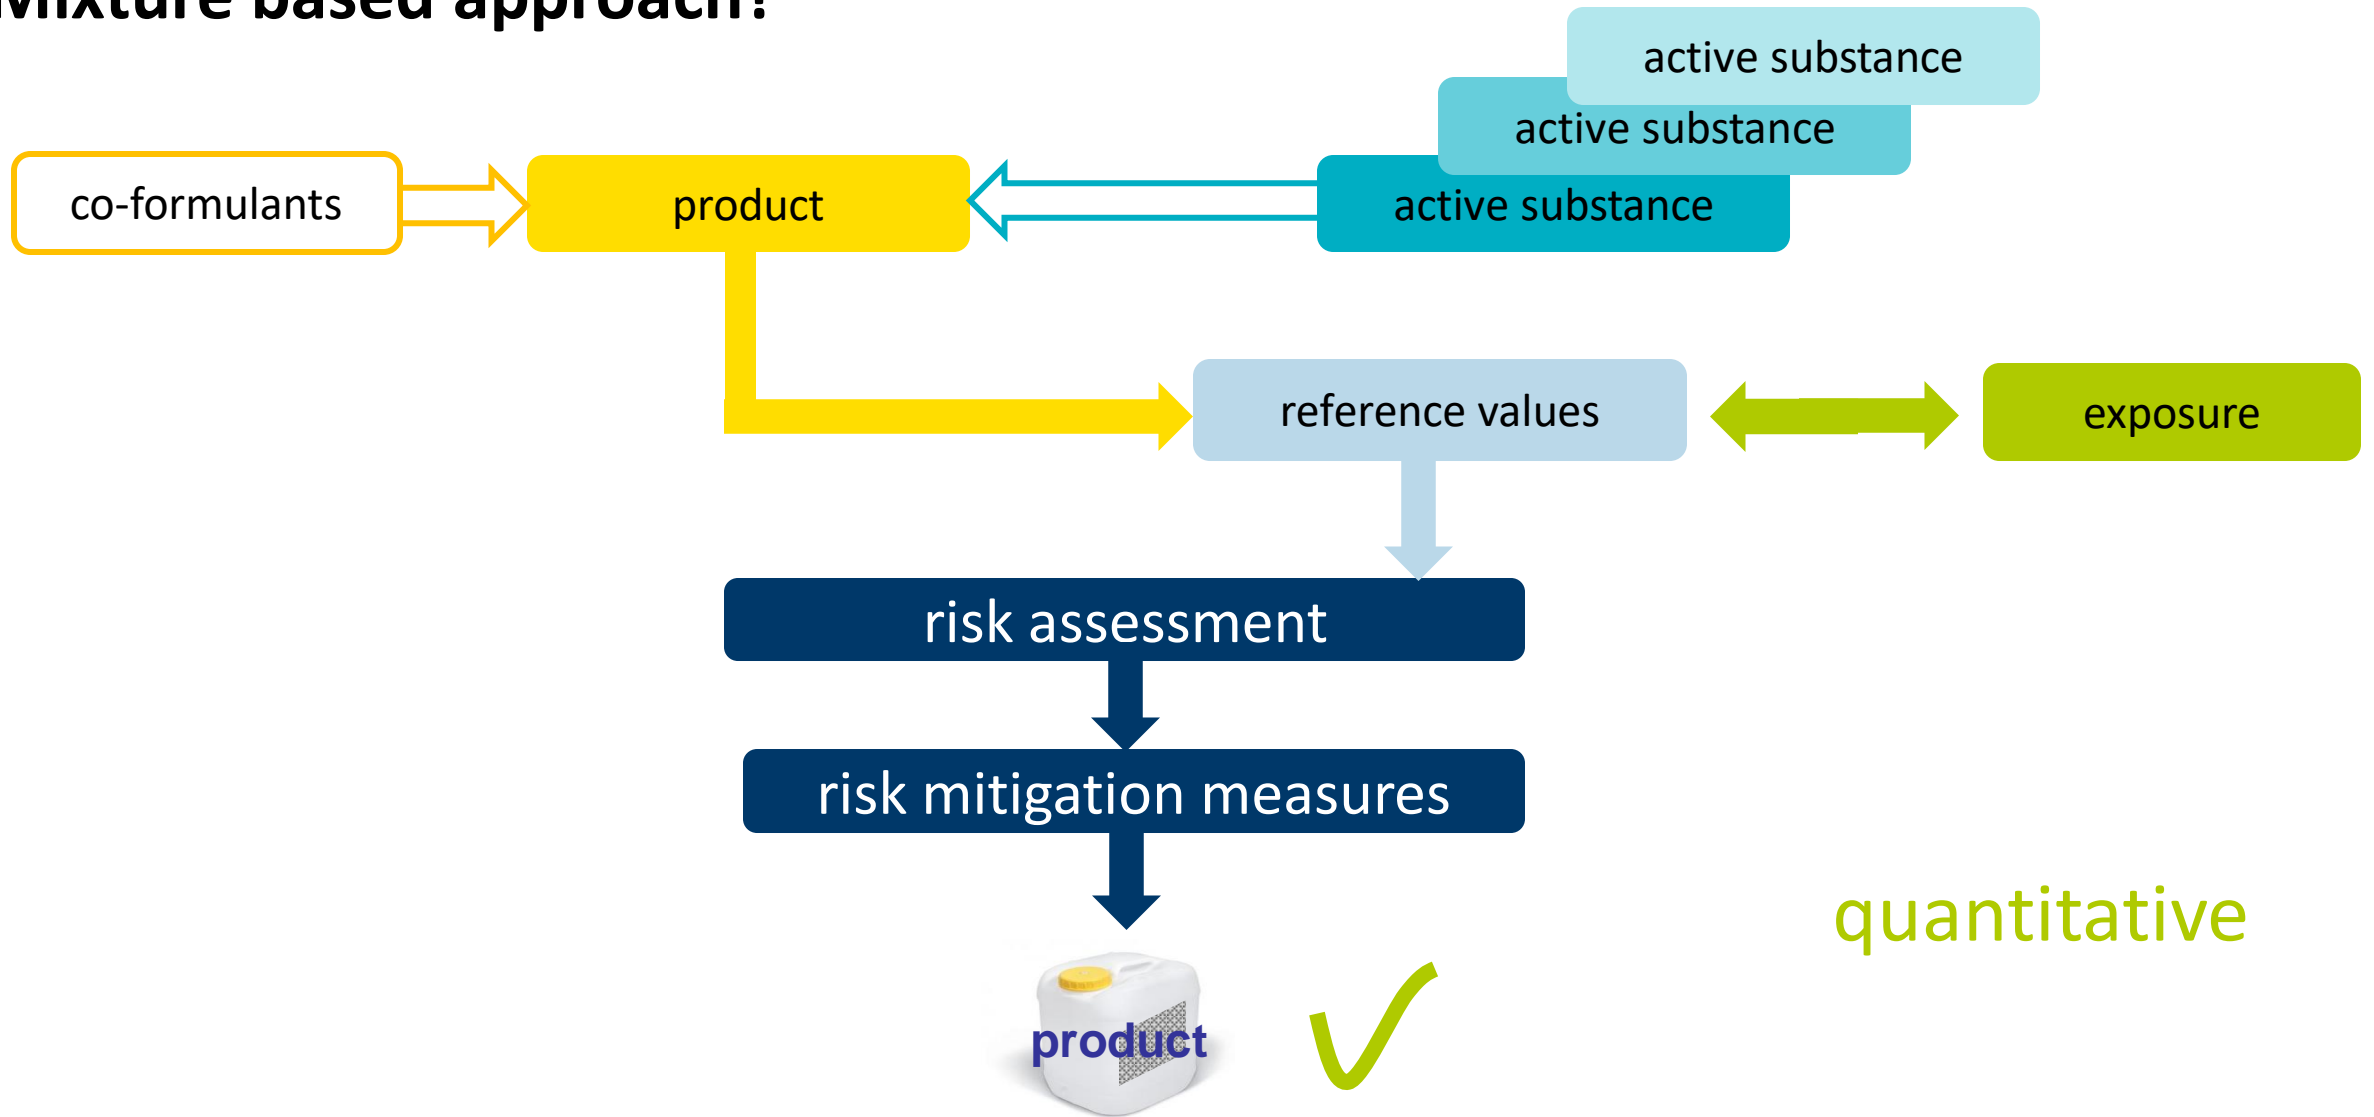 Mixture based approach?
active substance
active substance
co-formulants
product
active substance
reference values
exposure
risk assessment
risk mitigation measures
quantitative
product